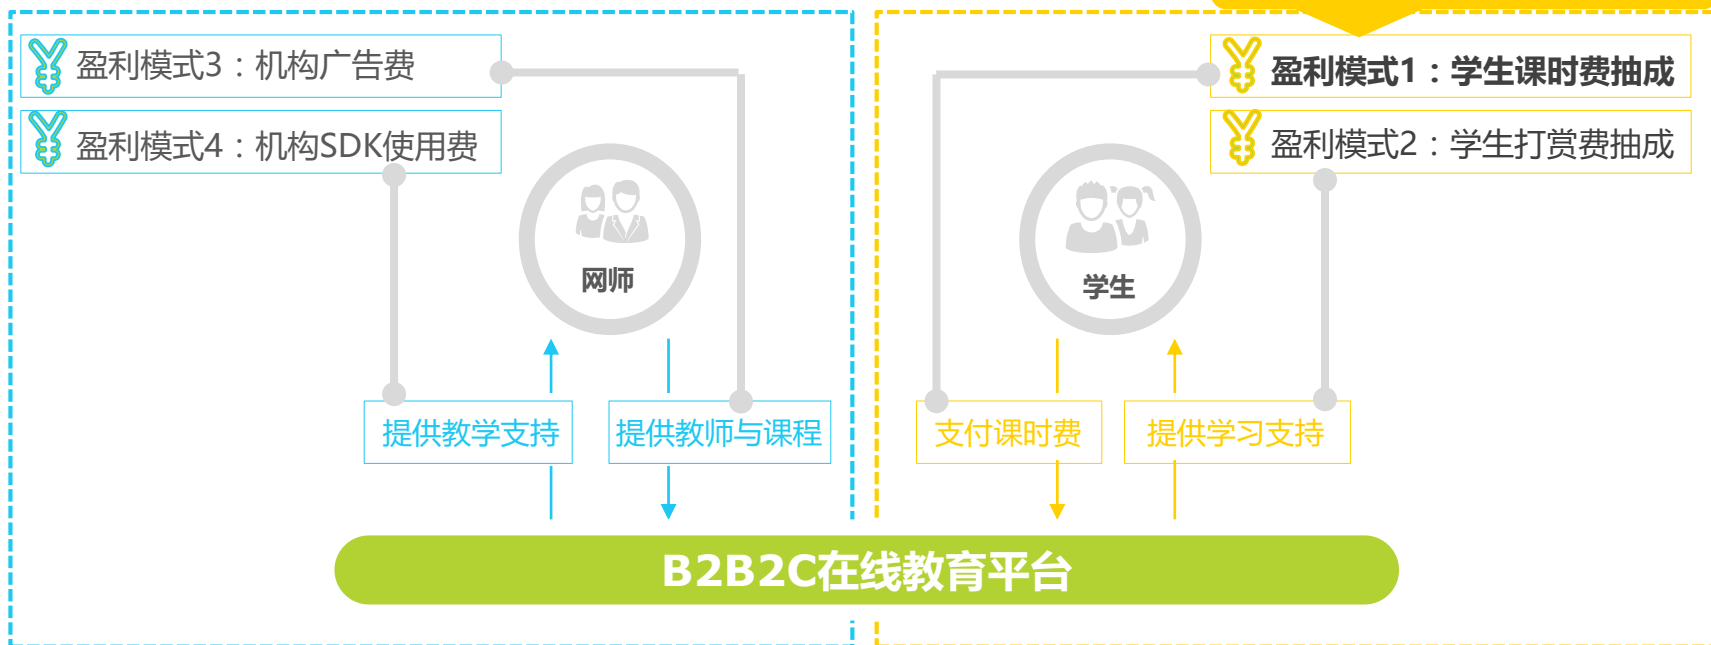 盈利模式3：机构广告费
盈利模式4：机构SDK使用费
盈利模式1：学生课时费抽成
盈利模式2：学生打赏费抽成
网师
学生
提供教学支持
提供教师与课程
支付课时费
提供学习支持
B2B2C在线教育平台